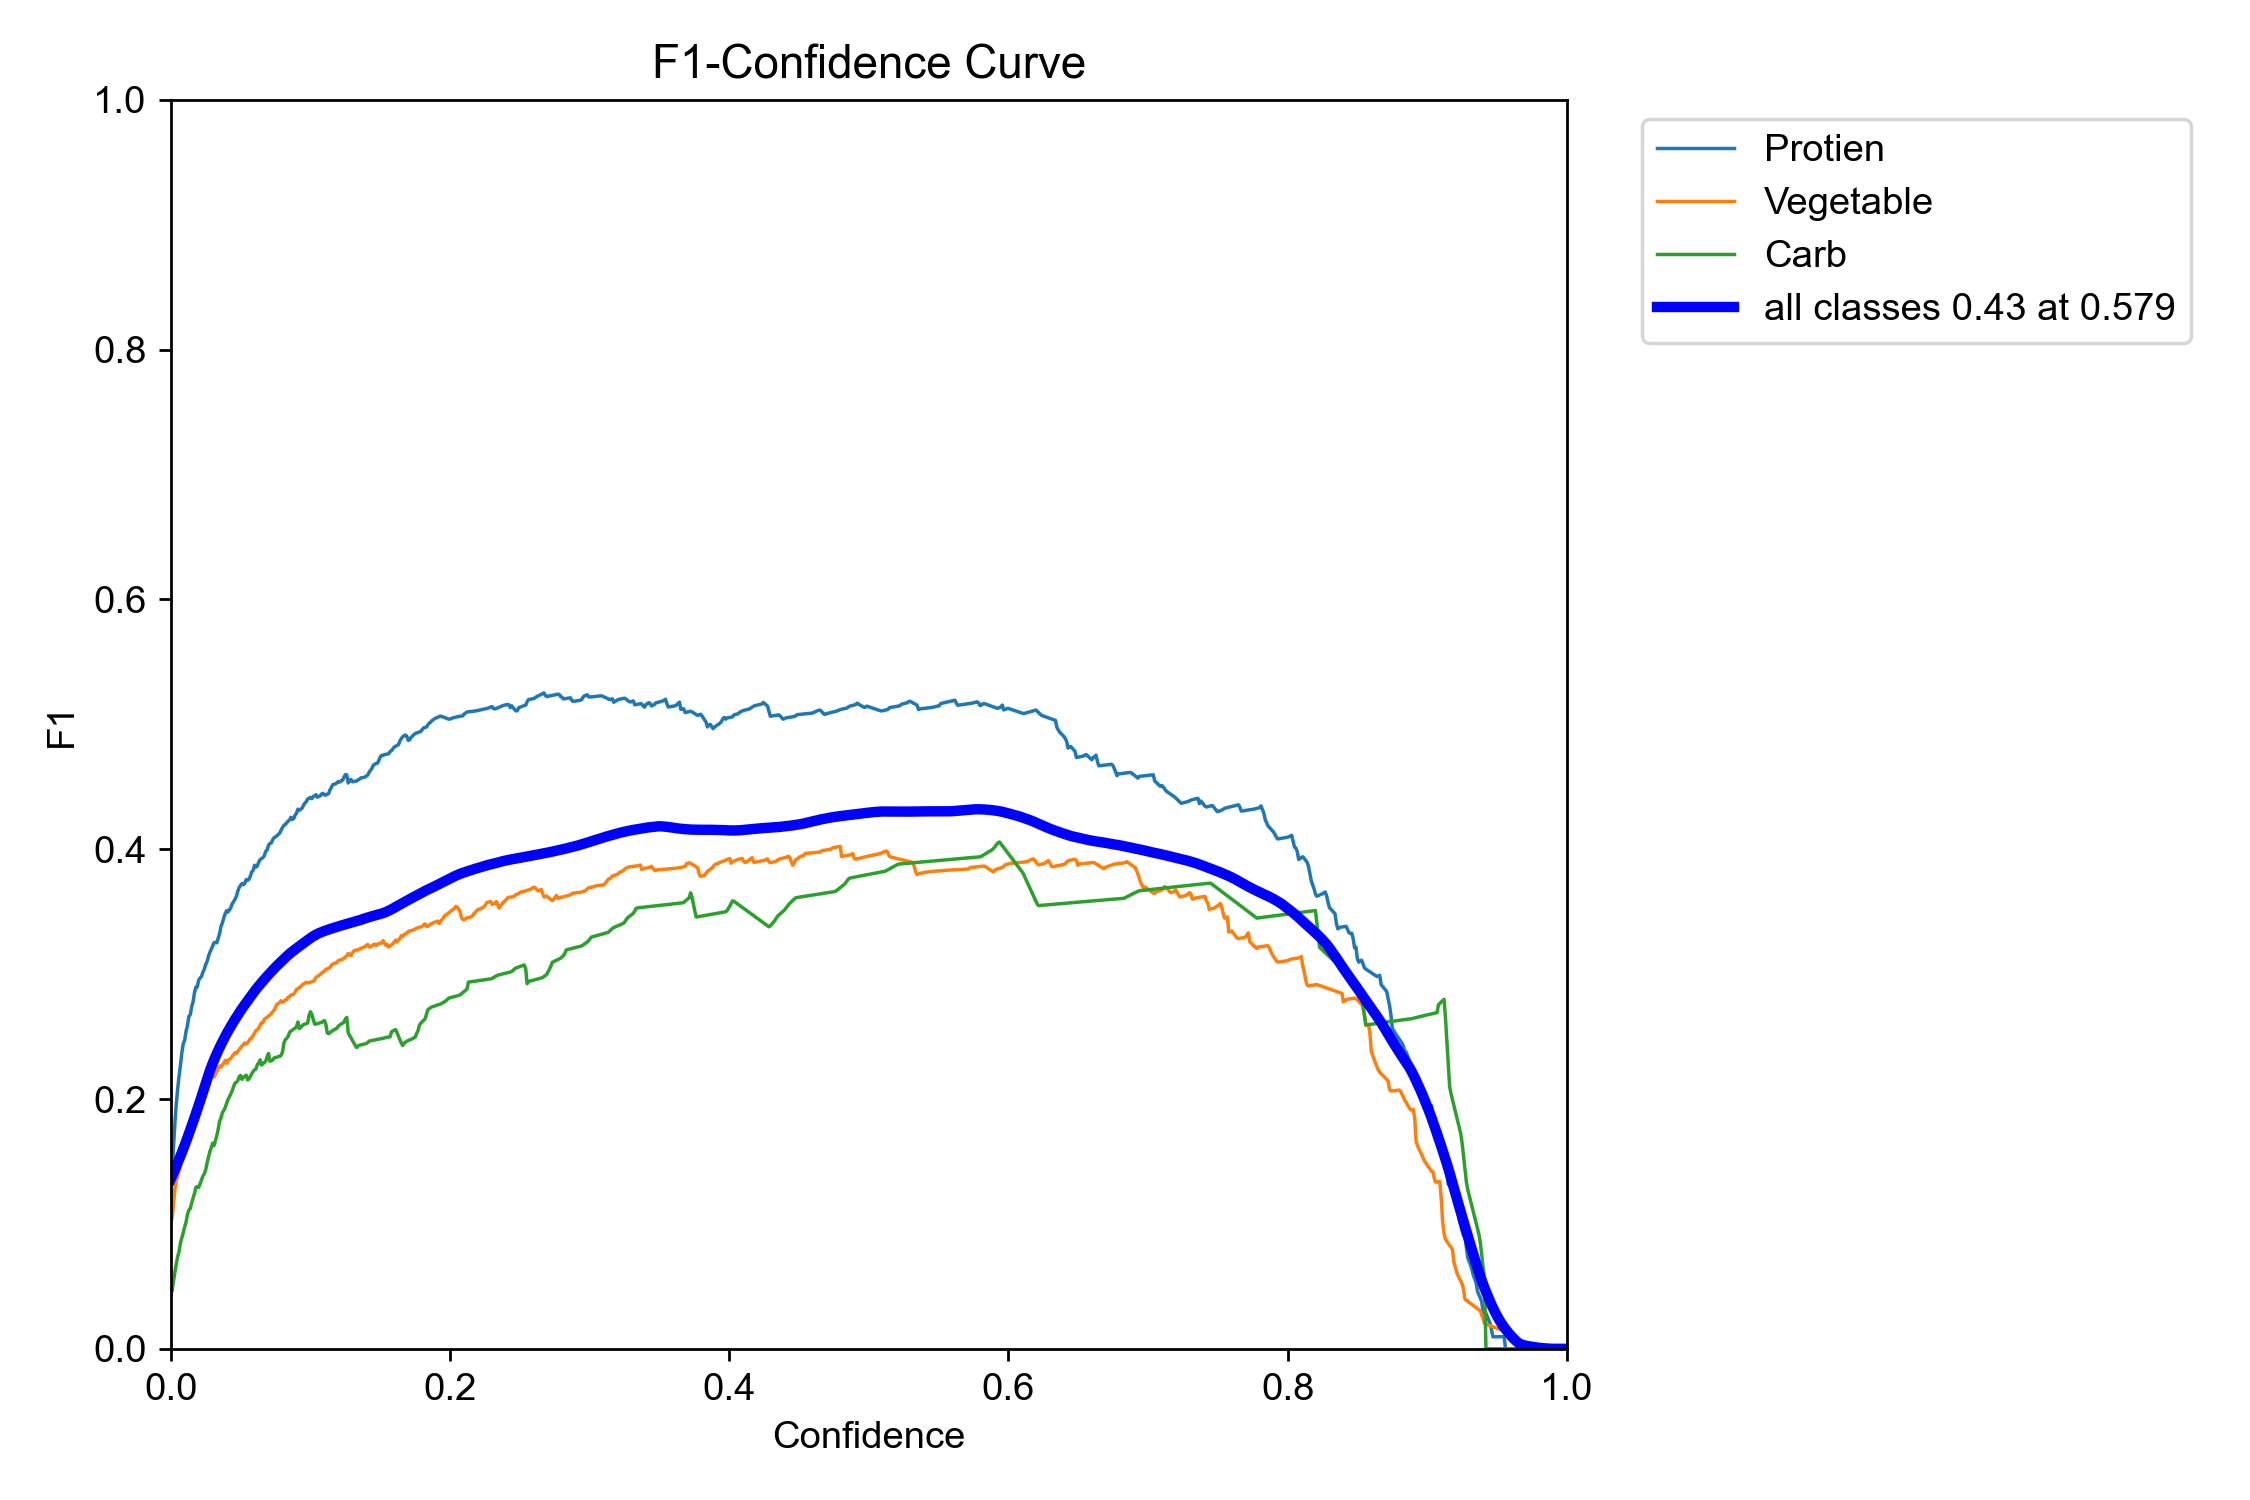 F1-Confidence Curve
1.0
0.8
0.6
0.4
0.2
0.0
F1
0.0 0.2 0.4 0.6 0.8 1.0
Confidence
Protien
Vegetable
Carb
all classes 0.43 at 0.579